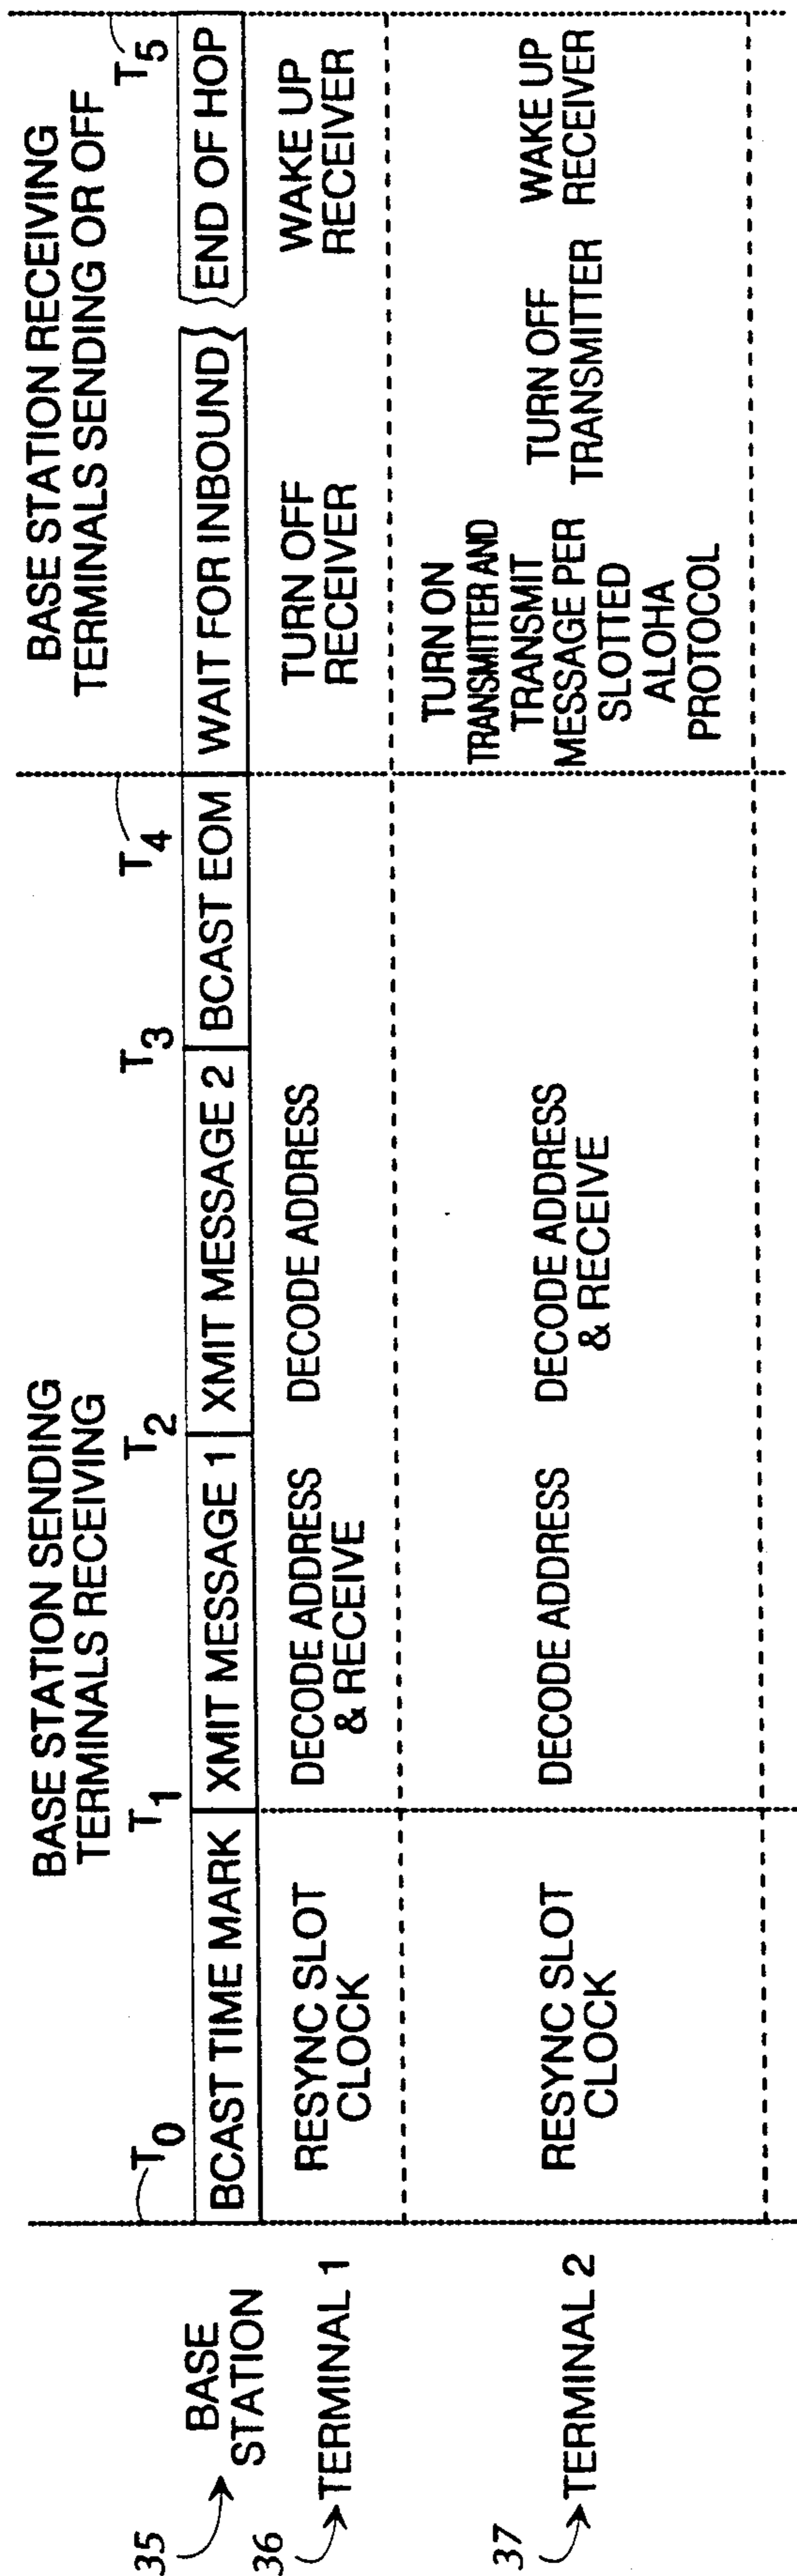 BASE STATION SENDING
TERMINALS RECEIVING
BASE STATION RECEIVING
TERMINALS SENDING OR OFF
T0
T1
T2
T3
T4
T5
35
BASE
STATION
BCAST TIME MARK
XMIT MESSAGE 1
XMIT MESSAGE 2
BCAST EOM
WAIT FOR INBOUND
END OF HOP
36
TERMINAL 1
RESYNC SLOT
CLOCK
DECODE ADDRESS
& RECEIVE
DECODE ADDRESS
TURN OFF
RECEIVER
WAKE UP
RECEIVER
37
TERMINAL 2
RESYNC SLOT
CLOCK
DECODE ADDRESS
DECODE ADDRESS
& RECEIVE
TURN ON
TRANSMITTER AND
TRANSMIT
MESSAGE PER
SLOTTED
ALOHA
PROTOCOL
TURN OFF
TRANSMITTER
WAKE UP
RECEIVER